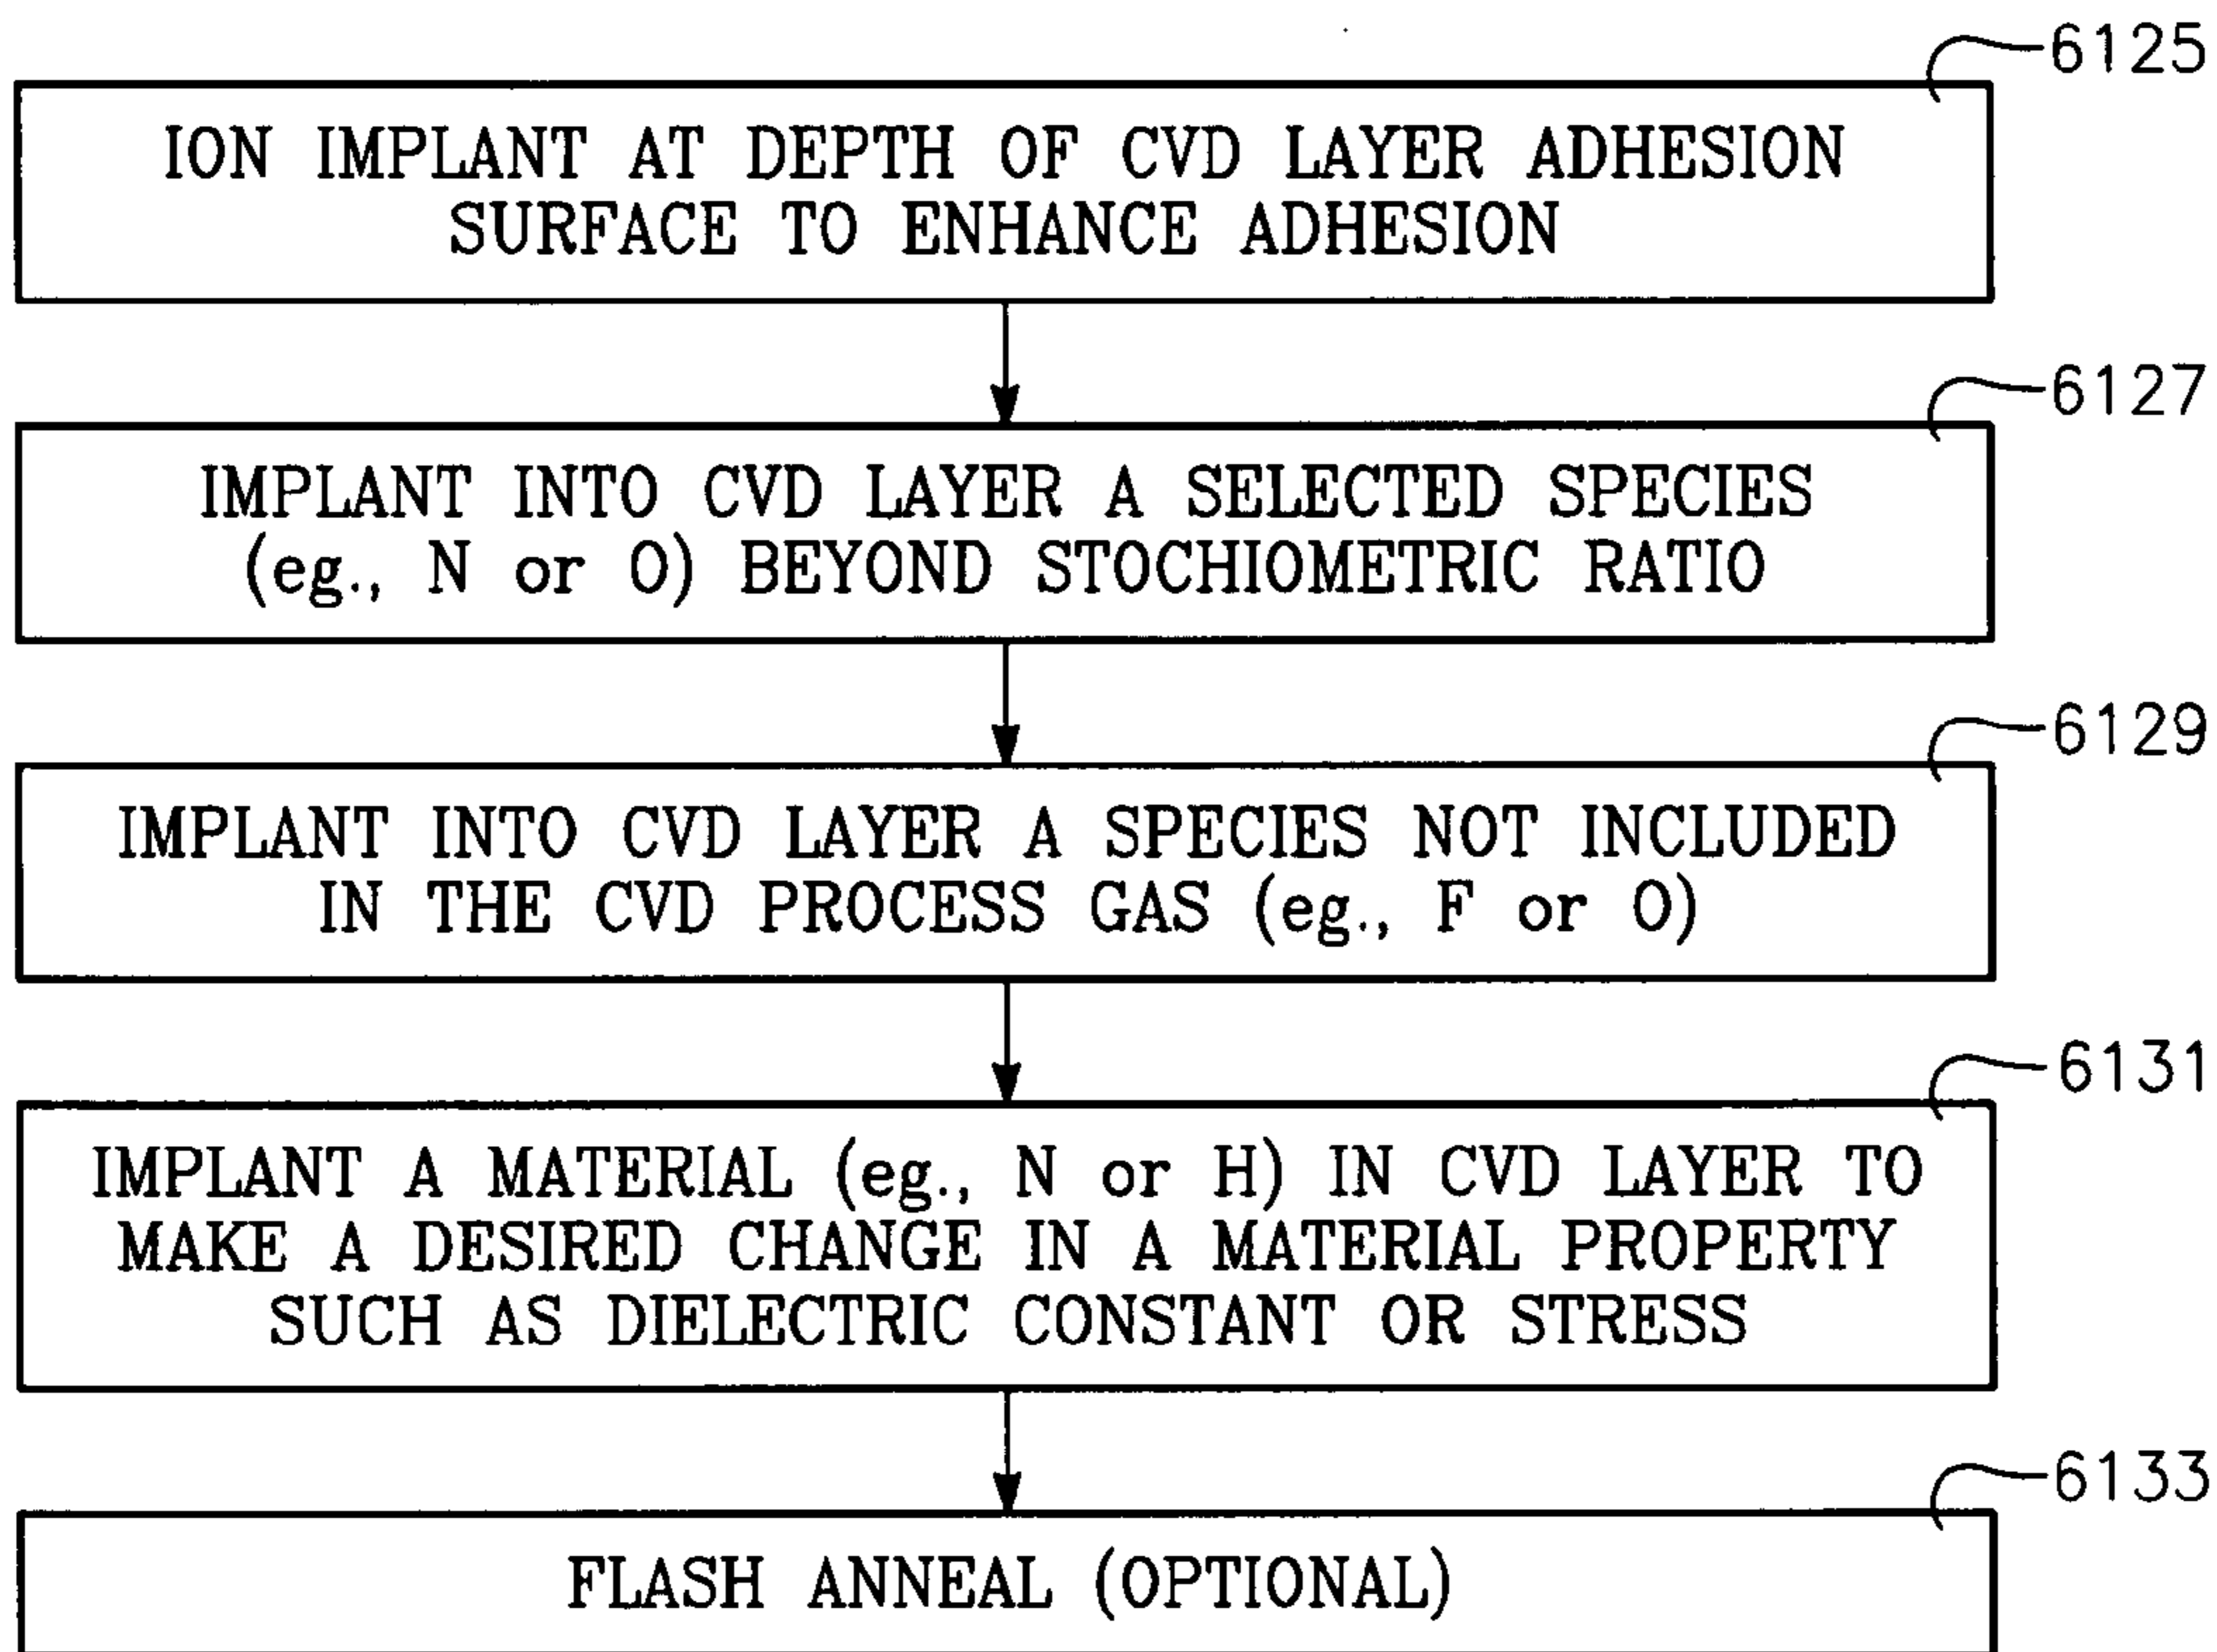 6125
ION IMPLANT AT DEPTH OF CVD LAYER ADHESION
SURFACE TO ENHANCE ADHESION
6127
IMPLANT INTO CVD LAYER A SELECTED SPECIES
(eg., N or O) BEYOND STOCHIOMETRIC RATIO
6129
IMPLANT INTO CVD LAYER A SPECIES NOT INCLUDED
IN THE CVD PROCESS GAS (eg., F or O)
6131
IMPLANT A MATERIAL (eg., N or H) IN CVD LAYER TO
MAKE A DESIRED CHANGE IN A MATERIAL PROPERTY
SUCH AS DIELECTRIC CONSTANT OR STRESS
6133
FLASH ANNEAL (OPTIONAL)